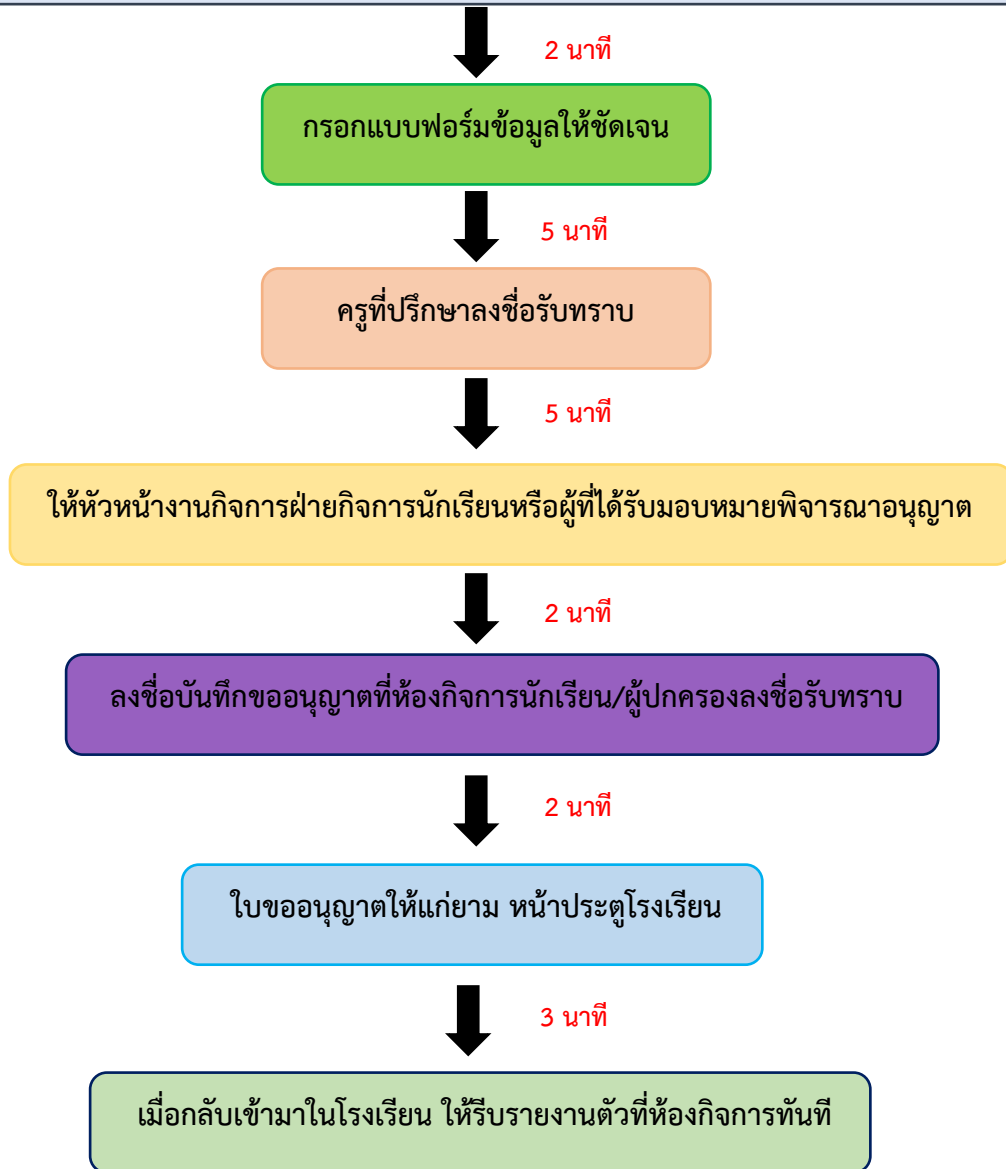 2 นาที
กรอกแบบฟอร์มข้อมูลให้ชัดเจน
5 นาที
ครูที่ปรึกษาลงชื่อรับทราบ
5 นาที
ให้หัวหน้างานกิจการฝ่ายกิจการนักเรียนหรือผู้ที่ได้รับมอบหมายพิจารณาอนุญาต
2 นาที
ลงชื่อบันทึกขออนุญาตที่ห้องกิจการนักเรียน/ผู้ปกครองลงชื่อรับทราบ
2 นาที
ใบขออนุญาตให้แก่ยาม หน้าประตูโรงเรียน
3 นาที
เมื่อกลับเข้ามาในโรงเรียน ให้รีบรายงานตัวที่ห้องกิจการทันที